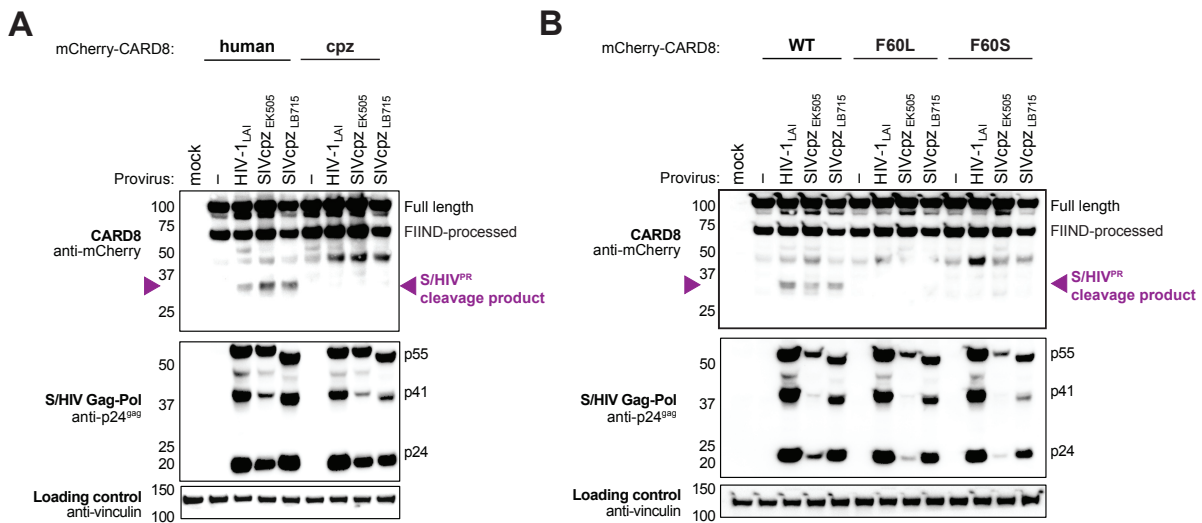 A
mCherry-CARD8: human cpz
Provirus: mock – HIV-1LAI SIVcpz EK505 SIVcpz LB715 – HIV-1LAI SIVcpz EK505 SIVcpz LB715
100 Full length
75 FIIND-processed
CARD8
anti-mCherry
50
37 S/HIVPR
cleavage product
25
50 p55
S/HIV Gag-Pol
anti-p24gag
37 p41
25
20 p24
Loading control
anti-vinculin
150
100
B
mCherry-CARD8: WT F60L F60S
Provirus: mock – HIV-1LAI SIVcpz EK505 SIVcpz LB715 – HIV-1LAI SIVcpz EK505 SIVcpz LB715 – HIV-1LAI SIVcpz EK505 SIVcpz LB715
100 Full length
75 FIIND-processed
CARD8
anti-mCherry
50
37 S/HIVPR
cleavage product
25
50 p55
S/HIV Gag-Pol
anti-p24gag
37 p41
25
20 p24
Loading control
anti-vinculin
150
100